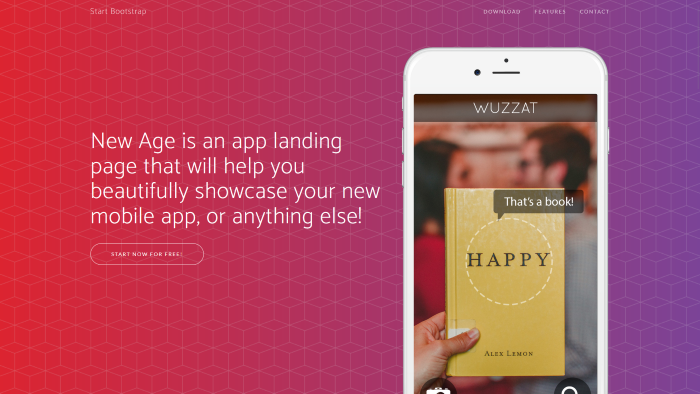 Start Bootstrap
DOWNLOAD
FEATURES
CONTACT
WUZZAT
New Age is an app landing
page that will help you
beautifully showcase your new
mobile app, or anything else!
START NOW FOR FREE!
That's a book!
HAPPY
ALEX LEMON